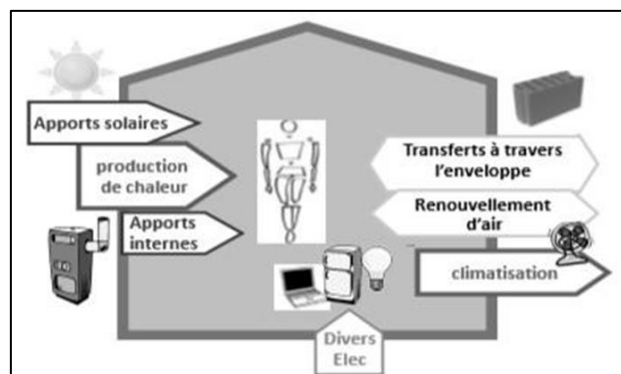 Apports solaires
production
de chaleur
Apports
internes
Transferts à travers
l'enveloppe
Renouvellement
d'air
climatisation
Divers
Elec